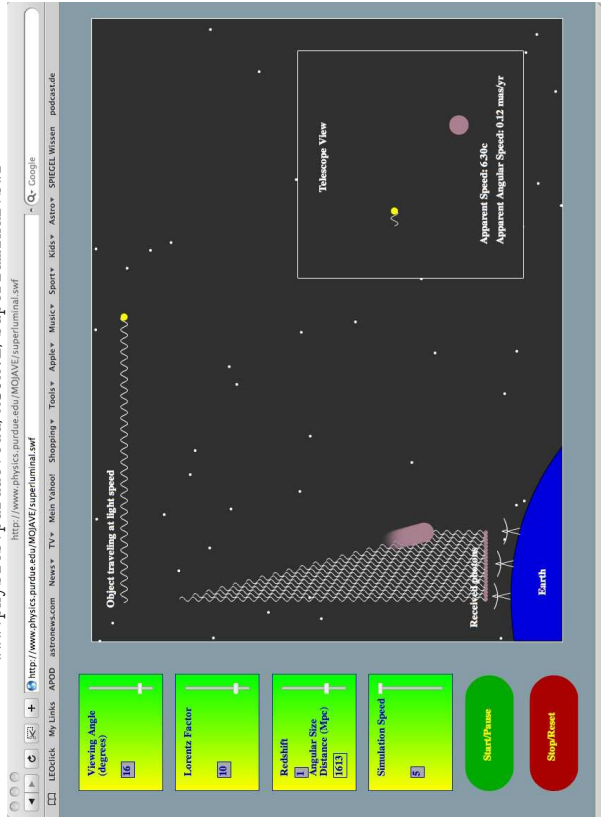 http://www.physics.purdue.edu/MOJAVE/superluminal.swf
http://www.physics.purdue.edu/MOJAVE/superluminal.swf
Q- Google
LEOclick My Links APOD astronews.com News▾ TV▾ Mein Yahoo! Shopping▾ Tools▾ Apple▾ Music▾ Sport▾ Kids▾ Astro▾ SPIEGEL Wissen podcast.de
Viewing Angle
(degrees)
16
Lorentz Factor
10
Redshift
1
Angular Size
Distance (Mpc)
1613
Simulation Speed
5
Start/Pause
Stop/Reset
Object traveling at light speed
Received photons
Earth
Telescope View
Apparent Speed: 6.30c
Apparent Angular Speed: 0.12 mas/yr